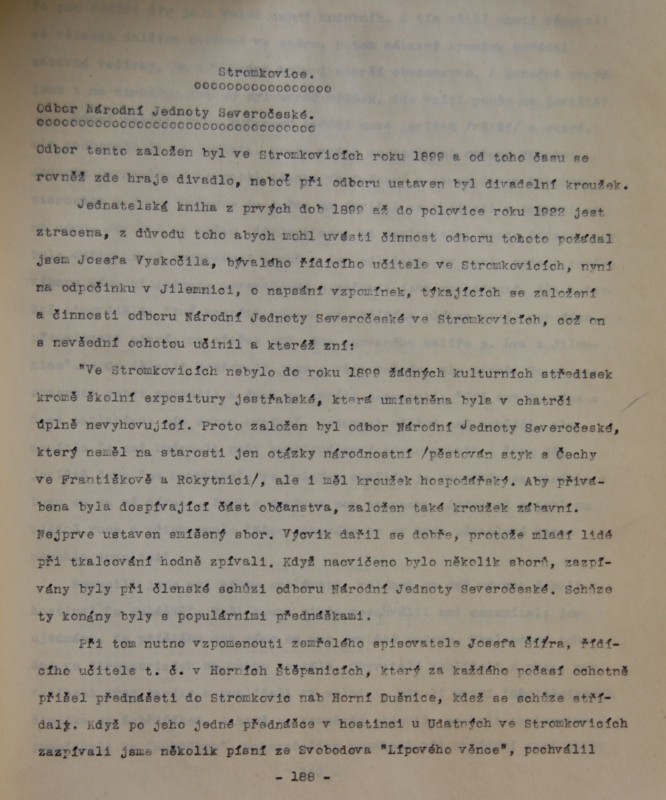 Stromkovice.
ooooooooooooooooo
Odbor Národní Jednoty Severočeské.
oooooooooooooooooooooooooooooooooo
Odbor tento založen byl ve Stromkovicích roku 1899 a od toho času se
rovněž zde hraje divadlo, neboť při odboru ustaven byl divadelní kroužek.
Jednatelská kniha z prvých dob 1899 až do polovice roku 1922 jest
ztracena, z důvodu toho abych mohl uvésti činnost odboru tohoto požádal
jsem Josefa Vyskočila, bývalého řídícího učitele ve Stromkovicích, nyní
na odpočinku v Jilemnici, o napsání vzpomínek, týkajících se založení
a činnosti odboru Národní Jednoty Severočeské ve Stromkovicích, což on
s nevšední ochotou učinil a kteréž zní:
"Ve Stromkovicích nebylo do roku 1899 žádných kulturních středisek
kromě školní expositury jestřabské, která umístněna byla v chatrči
úplně nevyhovující. Proto založen byl odbor Národní Jednoty Severočeské,
který neměl na starosti jen otázky národnostní /pěstován styk s Čechy
ve Františkově a Rokytnici/, ale i měl kroužek hospodářský. Aby přivá-
bena byla dospívající část občanstva, založen také kroužek zábavní.
Nejprve ustaven smíšený sbor. Výcvik dařil se dobře, protože mladí lidé
při tkalcování hodně zpívali. Když nacvičeno bylo několik sborů, zazpí-
vány byly při členské schůzi odboru Národní Jednoty Severočeské. Schůze
ty konány byly s populárními přednáškami.
Při tom nutno vzpomenouti zemřelého spisovatele Josefa Šífra, řídí-
cího učitele t. č. v Horních Štěpanicích, který za každého počasí ochotně
přišel přednášeti do Stromkovic nab Horní Dušnice, kdež se schůze stří-
daly. Když po jeho jedné přednášce v hostinci u Udatných ve Stromkovicích
zazpívali jsme několik písní ze Svobodova "Lípového věnce", pochválil
- 188 -